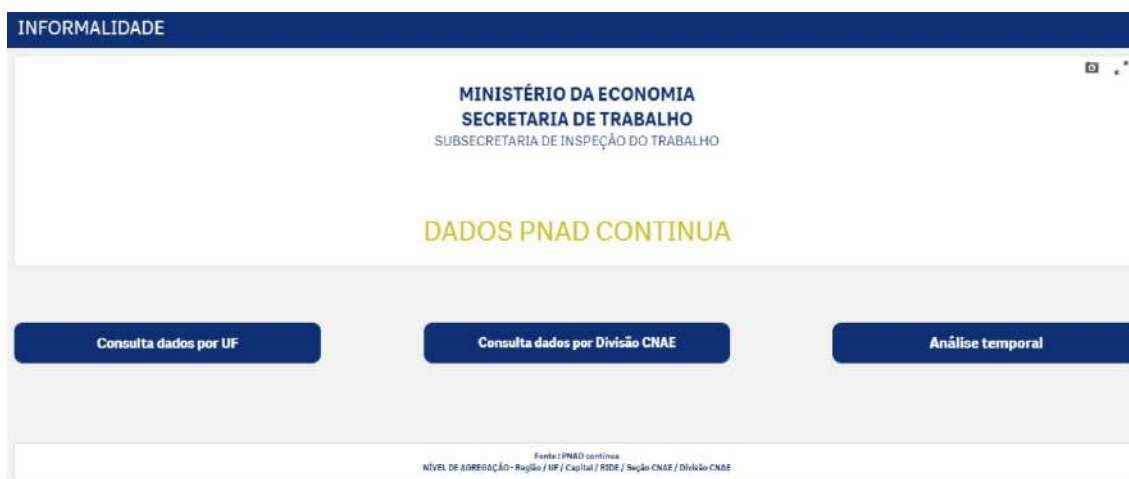 INFORMALIDADE
MINISTÉRIO DA ECONOMIA
SECRETARIA DE TRABALHO
SUBSECRETARIA DE INSPEÇÃO DO TRABALHO
DADOS PNAD CONTINUA
Consulta dados por UF
Consulta dados por Divisão CNAE
Análise temporal
Fonte : PNAD contínua
NÍVEL DE AGREGAÇÃO - Região / UF / Capital / RIDE / Seção CNAE / Divisão CNAE